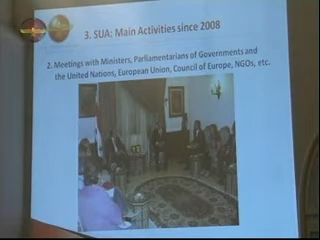 3. SUA: Main Activities since 2008
2. Meetings with Ministers, Parliamentarians of Governments and
the United Nations, European Union, Council of Europe, NGOs, etc.